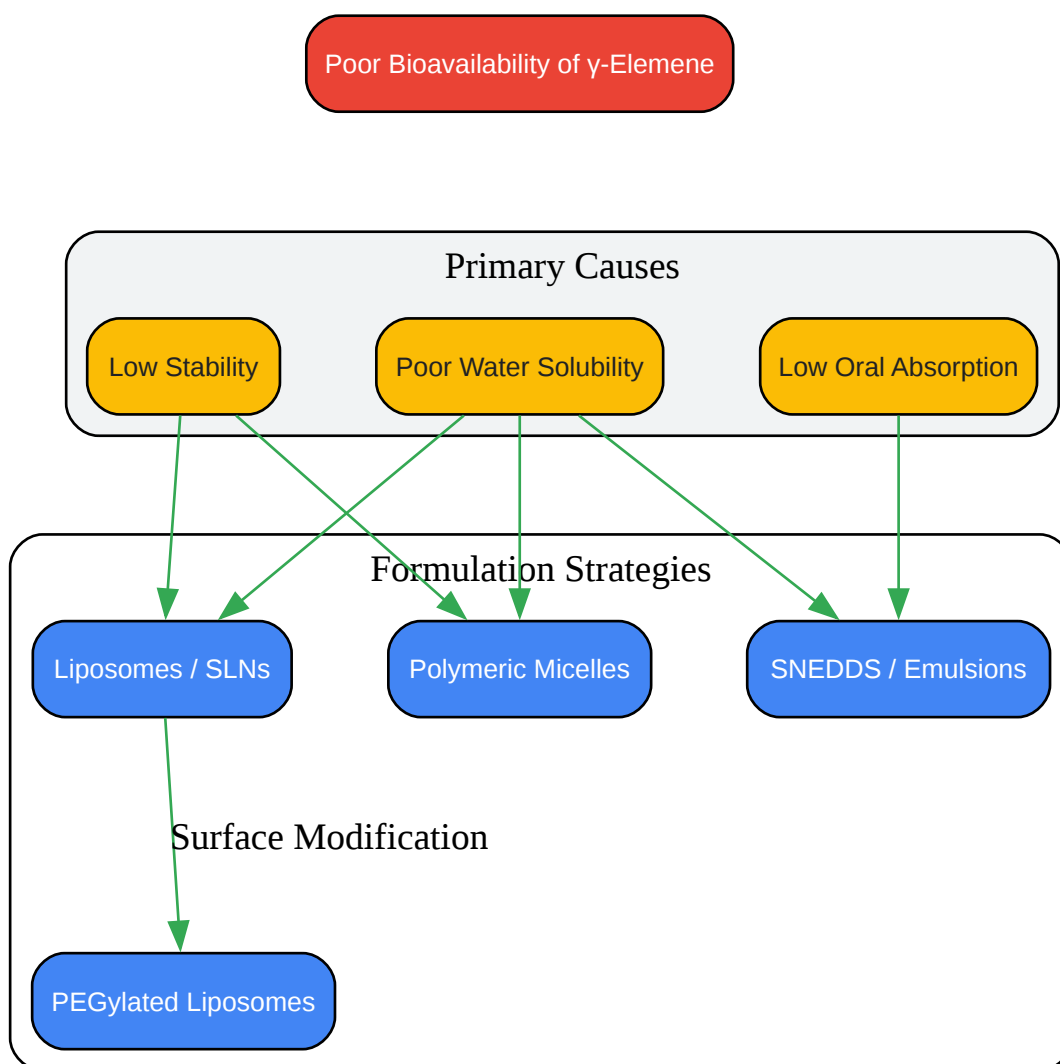 Poor Bioavailability of γ-Elemene
Primary Causes
Low Stability
Poor Water Solubility
Low Oral Absorption
Formulation Strategies
Liposomes / SLNs
Polymeric Micelles
SNEDDS / Emulsions
Surface Modification
PEGylated Liposomes